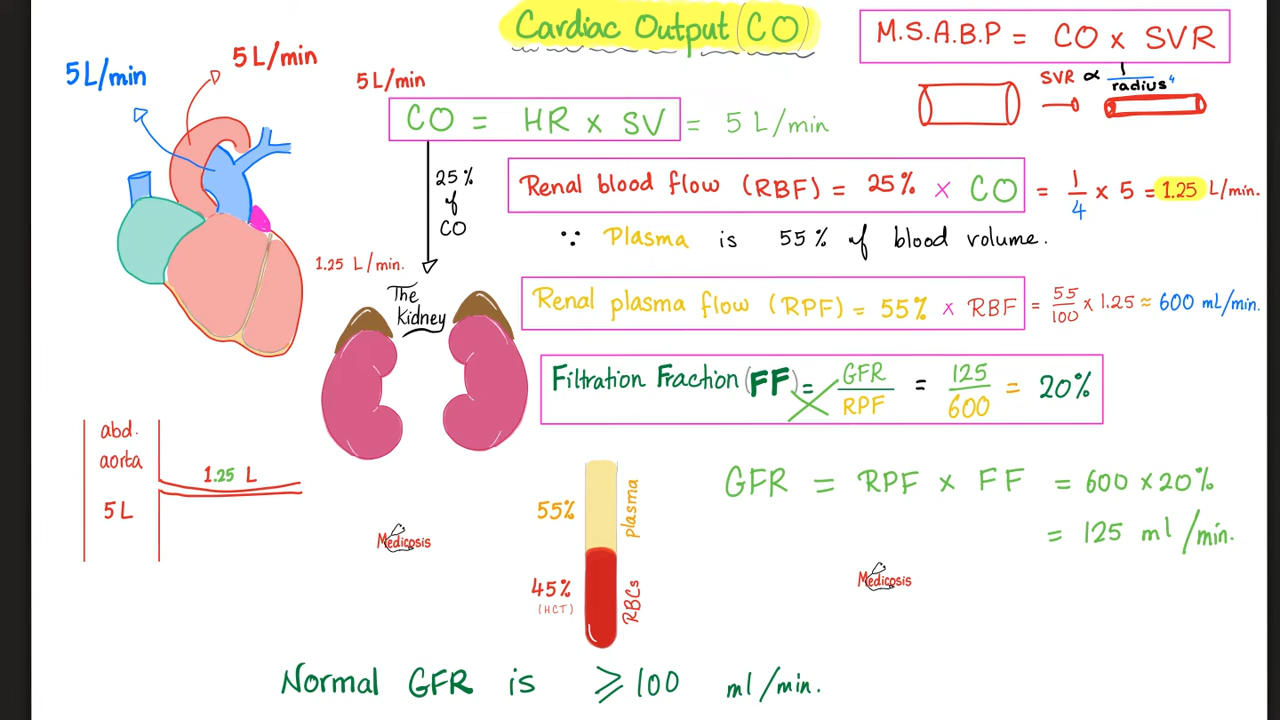 Cardiac Output (CO)
M.S.A.B.P = CO x SVR
SVR ∝ 1/radius⁴
5L/min
5L/min
5L/min
CO = HR x SV = 5 L/min
25%
of
CO
Renal blood flow (RBF) = 25% x CO = 1/4 x 5 = 1.25 L/min.
∵ Plasma is 55% of blood volume.
1.25 L/min.
The
Kidney
Renal plasma flow (RPF) = 55% x RBF = 55/100 x 1.25 ≈ 600 ml/min.
Filtration Fraction (FF) = GFR/RPF = 125/600 = 20%
abd.
aorta
5L
1.25 L
GFR = RPF x FF = 600 x 20%
= 125 ml/min.
55%
plasma
45%
(HCT)
RBCs
Medicosis
Medicosis
Normal GFR is ⩾ 100 ml/min.